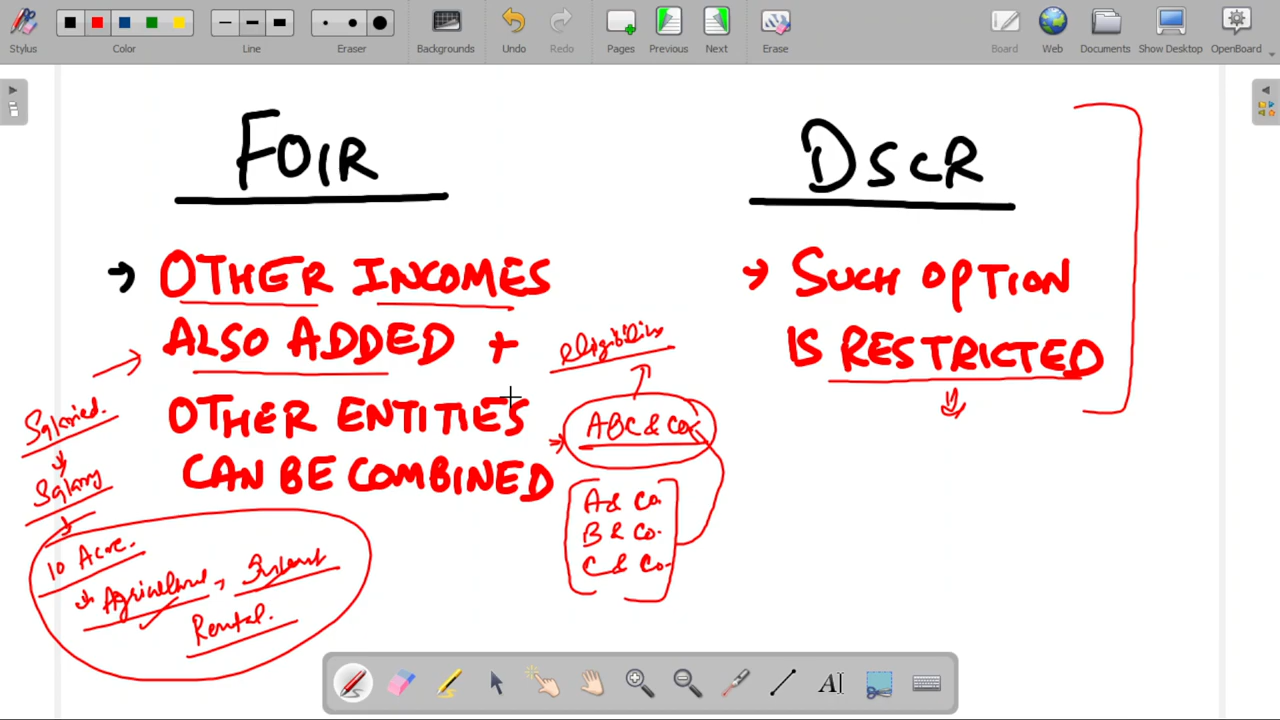 Stylus
Color
Line
Eraser
Backgrounds
Undo
Redo
Pages
Previous
Next
Erase
Board
Web
Documents
Show Desktop
OpenBoard
FOIR
DSCR
→ OTHER INCOMES
ALSO ADDED +
OTHER ENTITIES
CAN BE COMBINED
→ SUCH OPTION
IS RESTRICTED
eligibility
ABC & Co.
A & Co.
B & Co.
C & Co.
Salaried.
Salary
10 Acre.
Agriculture,
Rental.